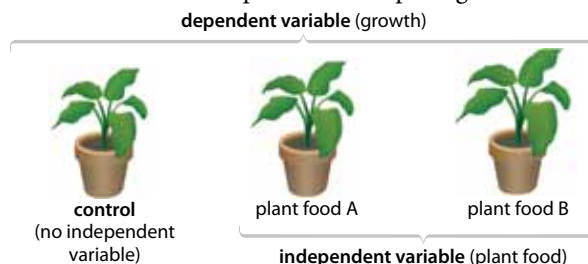 dependent variable (growth)
control
(no independent
variable)
plant food A
plant food B
independent variable (plant food)